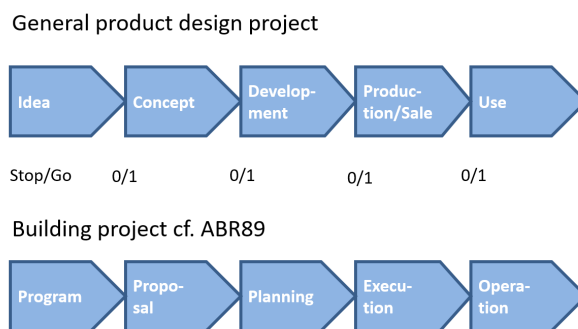 General product design project
Idea
Concept
Develop-
ment
Produc-
tion/Sale
Use
Stop/Go 0/1 0/1 0/1 0/1
Building project cf. ABR89
Program
Propo-
sal
Planning
Execu-
tion
Opera-
tion